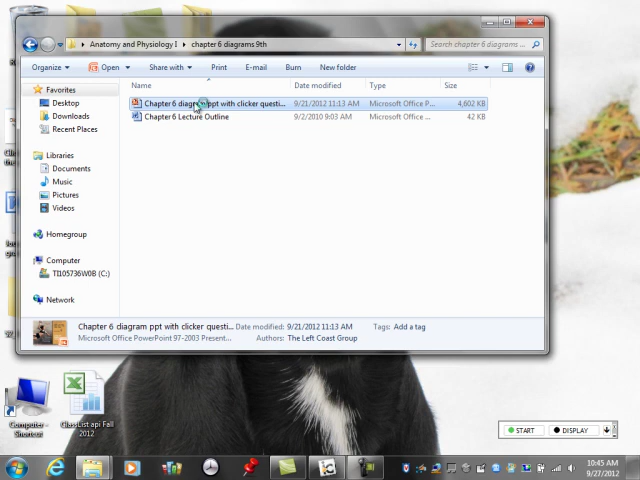 Anatomy and Physiology I ▸ chapter 6 diagrams 9th
Search chapter 6 diagrams ...
Organize
Open
Share with
Print
E-mail
Burn
New folder
Name
Date modified
Type
Size
Chapter 6 diagram ppt with clicker questi...
9/21/2012 11:13 AM
Microsoft Office P...
4,602 KB
Chapter 6 Lecture Outline
9/2/2010 9:03 AM
Microsoft Office ...
42 KB
Favorites
Desktop
Downloads
Recent Places
Libraries
Documents
Music
Pictures
Videos
Homegroup
Computer
TI105736W0B (C:)
Network
Chapter 6 diagram ppt with clicker questi...
Date modified: 9/21/2012 11:13 AM
Tags: Add a tag
Microsoft Office PowerPoint 97-2003 Present...
Authors: The Left Coast Group
Computer - Shortcut
ClassList api Fall 2012
START
DISPLAY
10:45 AM
9/27/2012